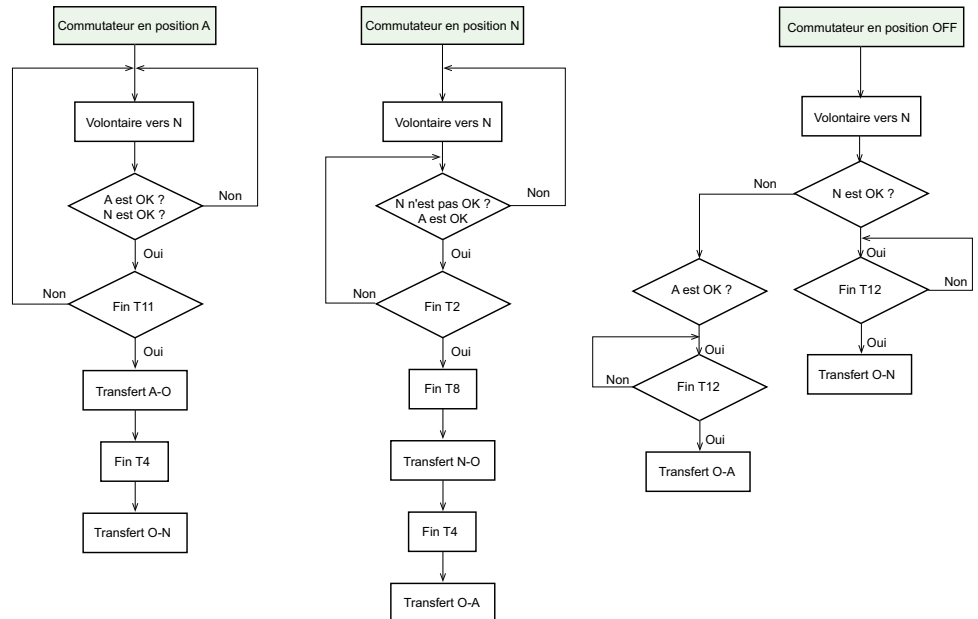 Commutateur en position A
Volontaire vers N
A est OK ?
N est OK ?
Non
Oui
Non
Fin T11
Oui
Transfert A-O
Fin T4
Transfert O-N
Commutateur en position N
Volontaire vers N
N n'est pas OK ?
A est OK
Non
Oui
Non
Fin T2
Oui
Fin T8
Transfert N-O
Fin T4
Transfert O-A
Commutateur en position OFF
Volontaire vers N
Non
N est OK ?
Oui
A est OK ?
Fin T12
Non
Oui
Oui
Transfert O-N
Non
Fin T12
Oui
Transfert O-A